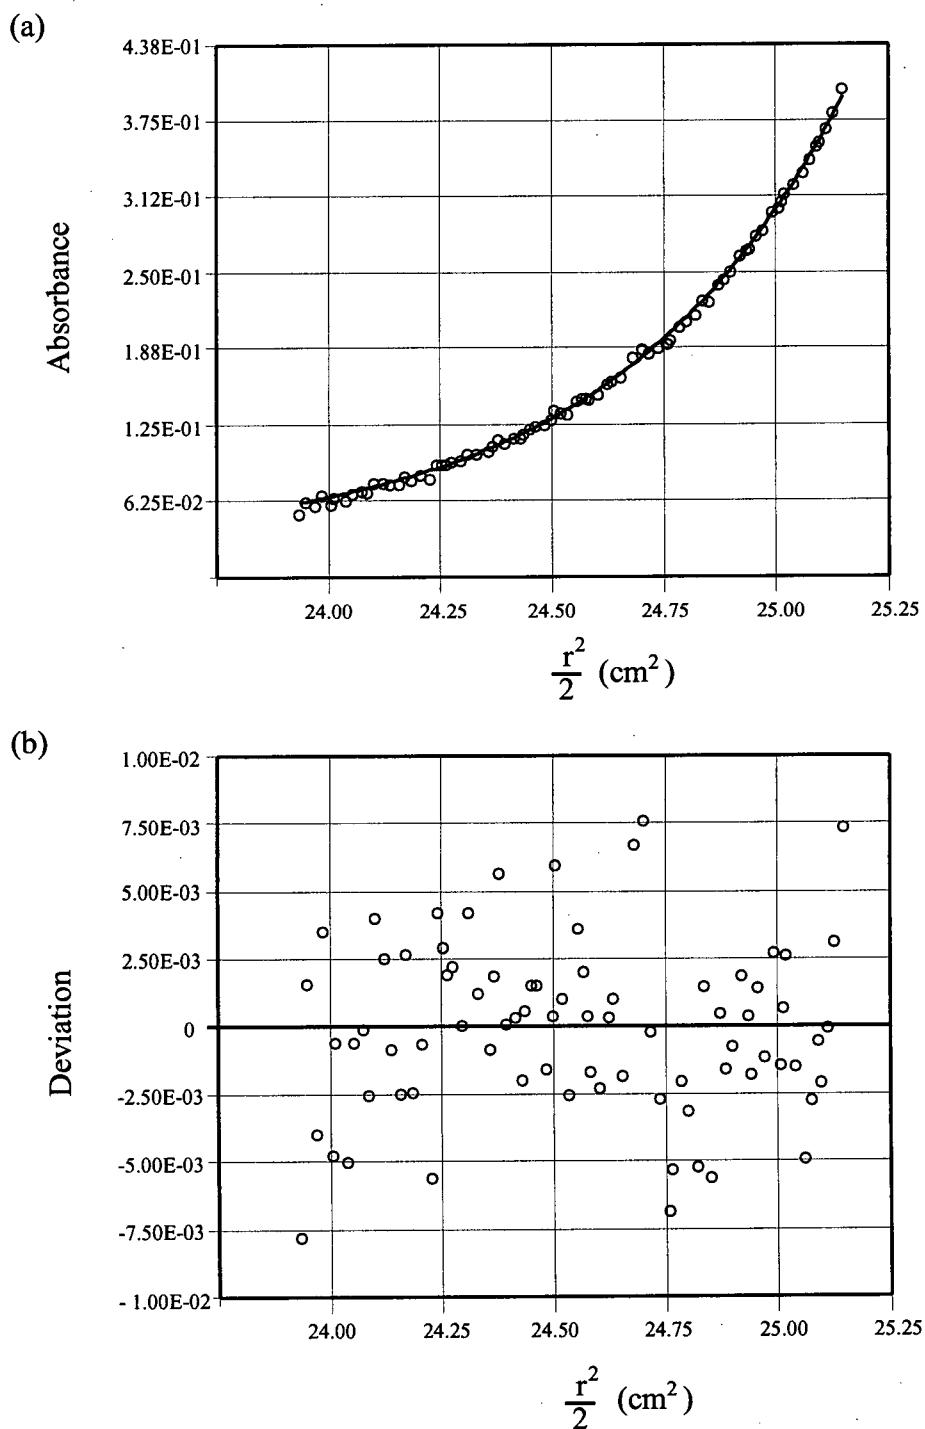 (a)
4.38E-01
3.75E-01
3.12E-01
2.50E-01
1.88E-01
1.25E-01
6.25E-02
Absorbance
24.00 24.25 24.50 24.75 25.00 25.25
r²/2 (cm²)
(b)
1.00E-02
7.50E-03
5.00E-03
2.50E-03
0
-2.50E-03
-5.00E-03
-7.50E-03
- 1.00E-02
Deviation
24.00 24.25 24.50 24.75 25.00 25.25
r²/2 (cm²)